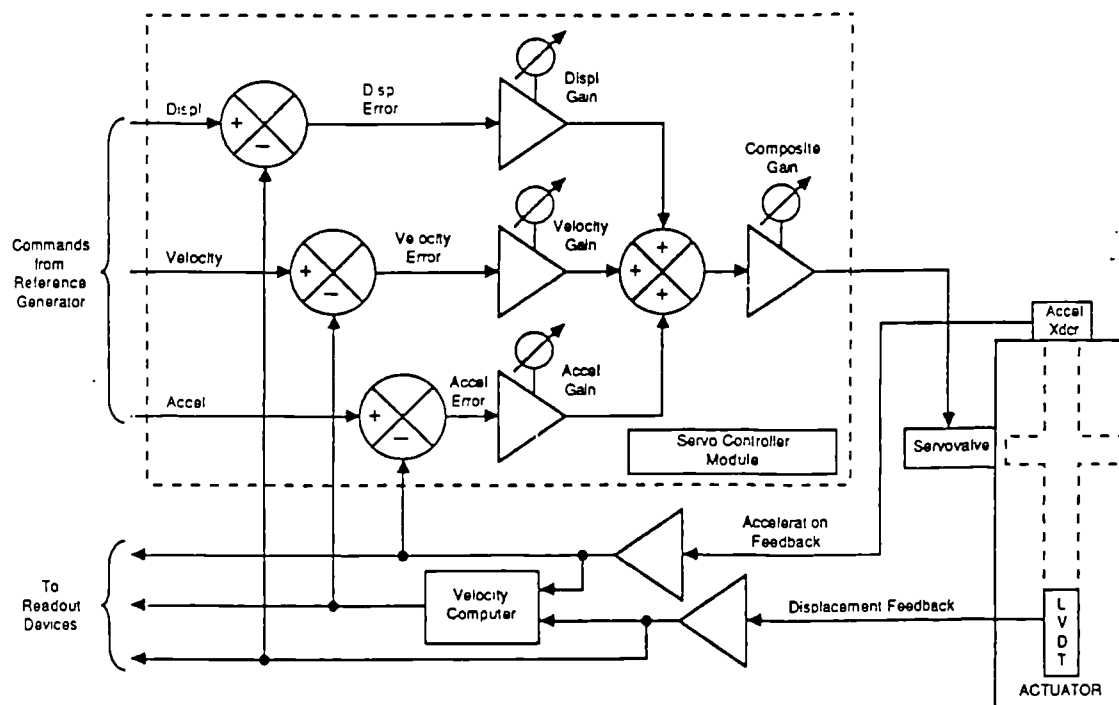 Displ
+
−
Disp
Error
Displ
Gain
Composite
Gain
Commands
from
Reference
Generator
Velocity
+
−
Velocity
Error
Velocity
Gain
+
+
+
Accel
+
−
Accel
Error
Accel
Gain
Servo Controller
Module
Accel
Xdcr
Servovalve
Acceleration
Feedback
To
Readout
Devices
Velocity
Computer
Displacement Feedback
L
V
D
T
ACTUATOR